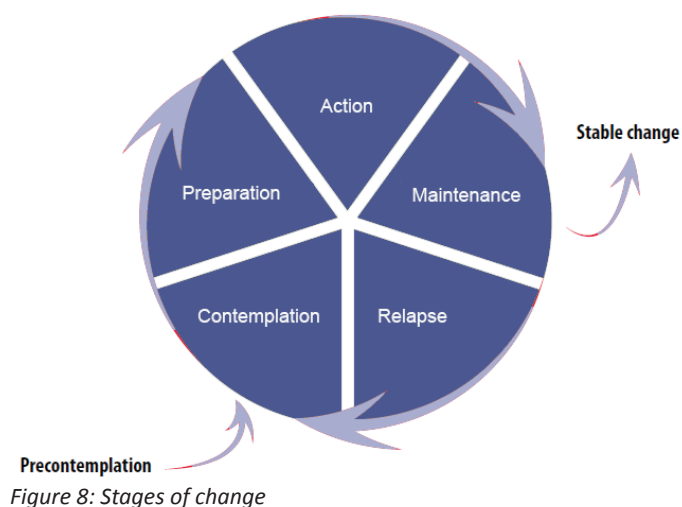 Action
Stable change
Preparation
Maintenance
Contemplation
Relapse
Precontemplation
Figure 8: Stages of change